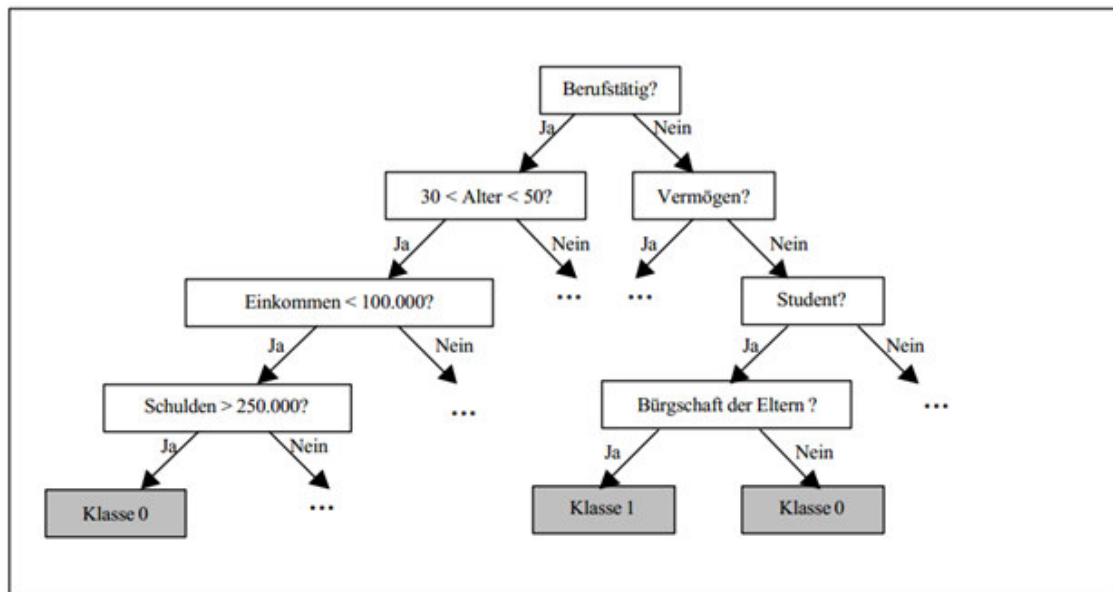 Berufstätig?
Ja Nein
30 < Alter < 50? Vermögen?
Ja Nein Ja Nein
Einkommen < 100.000? ... ... Student?
Ja Nein Ja Nein
Schulden > 250.000? ... Bürgschaft der Eltern ? ...
Ja Nein Ja Nein
Klasse 0 ... Klasse 1 Klasse 0